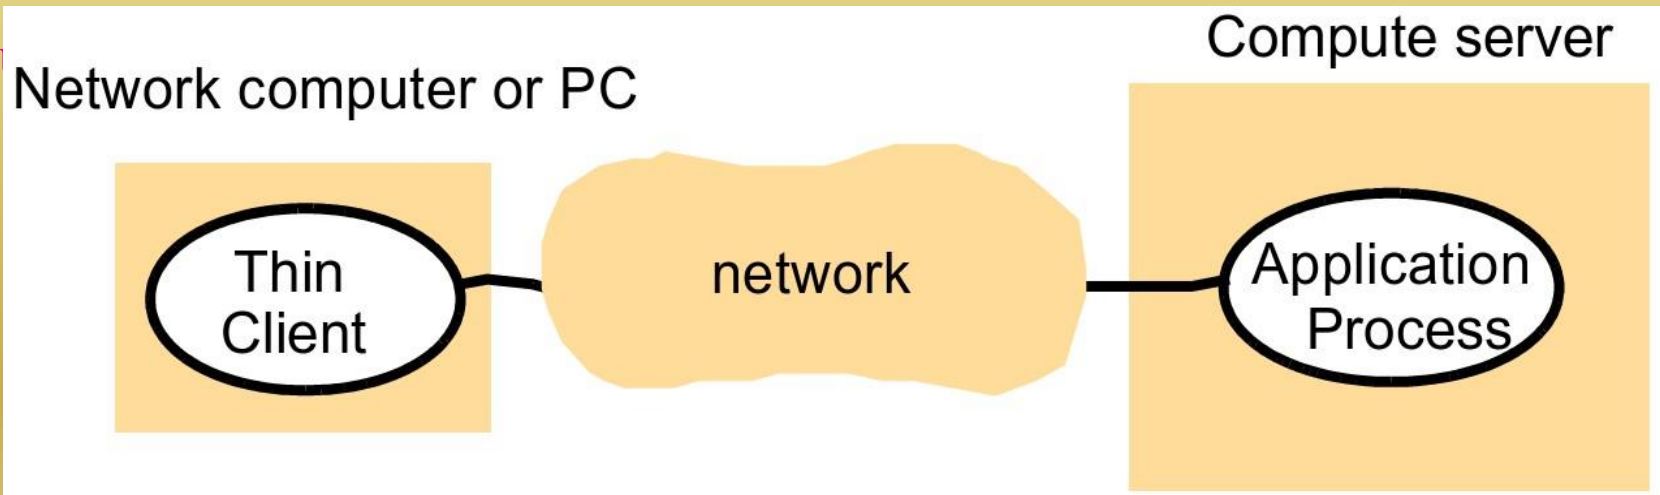 Compute server
Network computer or PC
Thin
Client
network
Application
Process